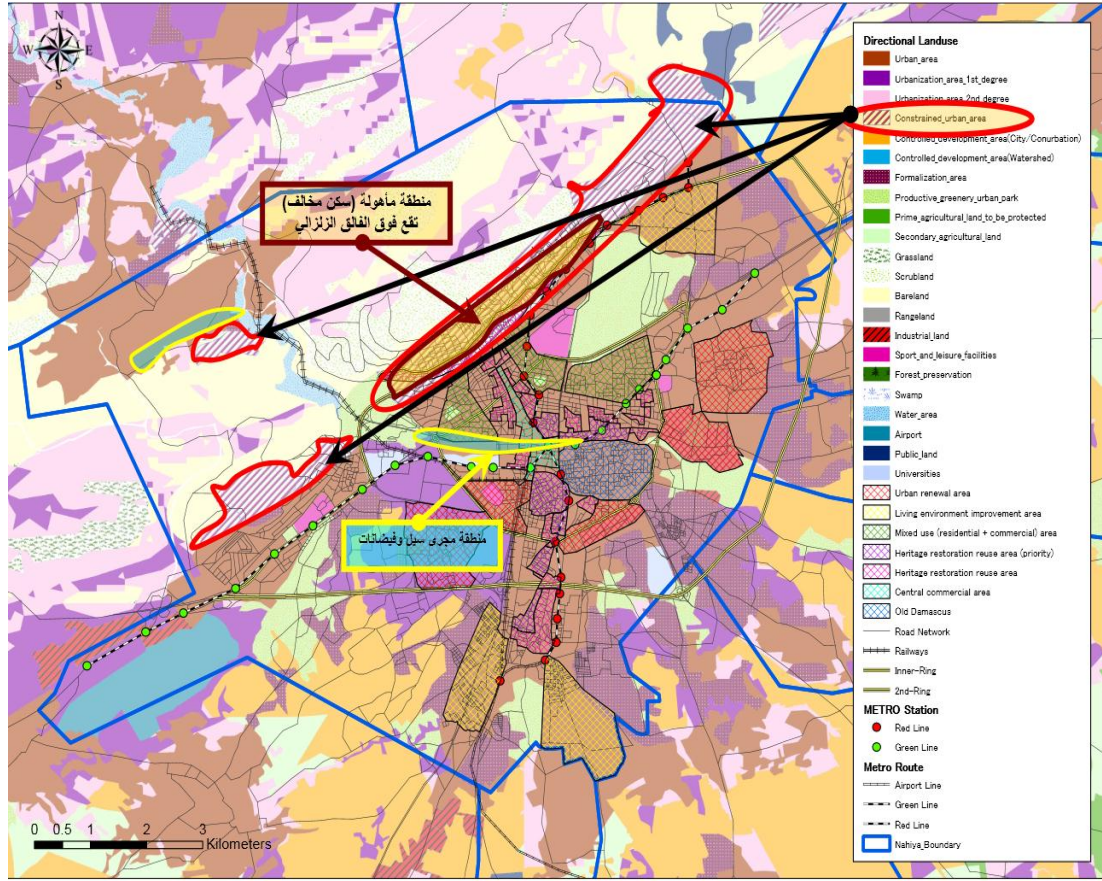 N
W
E
S
منطقة مأهولة (سكن مخالف)
تقع فوق الفالق الزلزالي
منطقة مجرى سيل وفيضانات
0 0.5 1 2 3
Kilometers
Directional Landuse
Urban_area
Urbanization_area_1st_degree
Urbanization_area_2nd_degree
Constrained_urban_area
Controlled_development_area(City/Conurbation)
Controlled_development_area(Watershed)
Formalization_area
Productive_greenery_urban_park
Prime_agricultural_land_to_be_protected
Secondary_agricultural_land
Grassland
Scrubland
Bareland
Rangeland
Industrial_land
Sport_and_leisure_facilities
Forest_preservation
Swamp
Water_area
Airport
Public_land
Universities
Urban renewal area
Living environment improvement area
Mixed use (residential + commercial) area
Heritage restoration reuse area (priority)
Heritage restoration reuse area
Central commercial area
Old Damascus
Road Network
Railways
Inner-Ring
2nd-Ring
METRO Station
Red Line
Green Line
Metro Route
Airport Line
Green Line
Red Line
Nahiya_Boundary